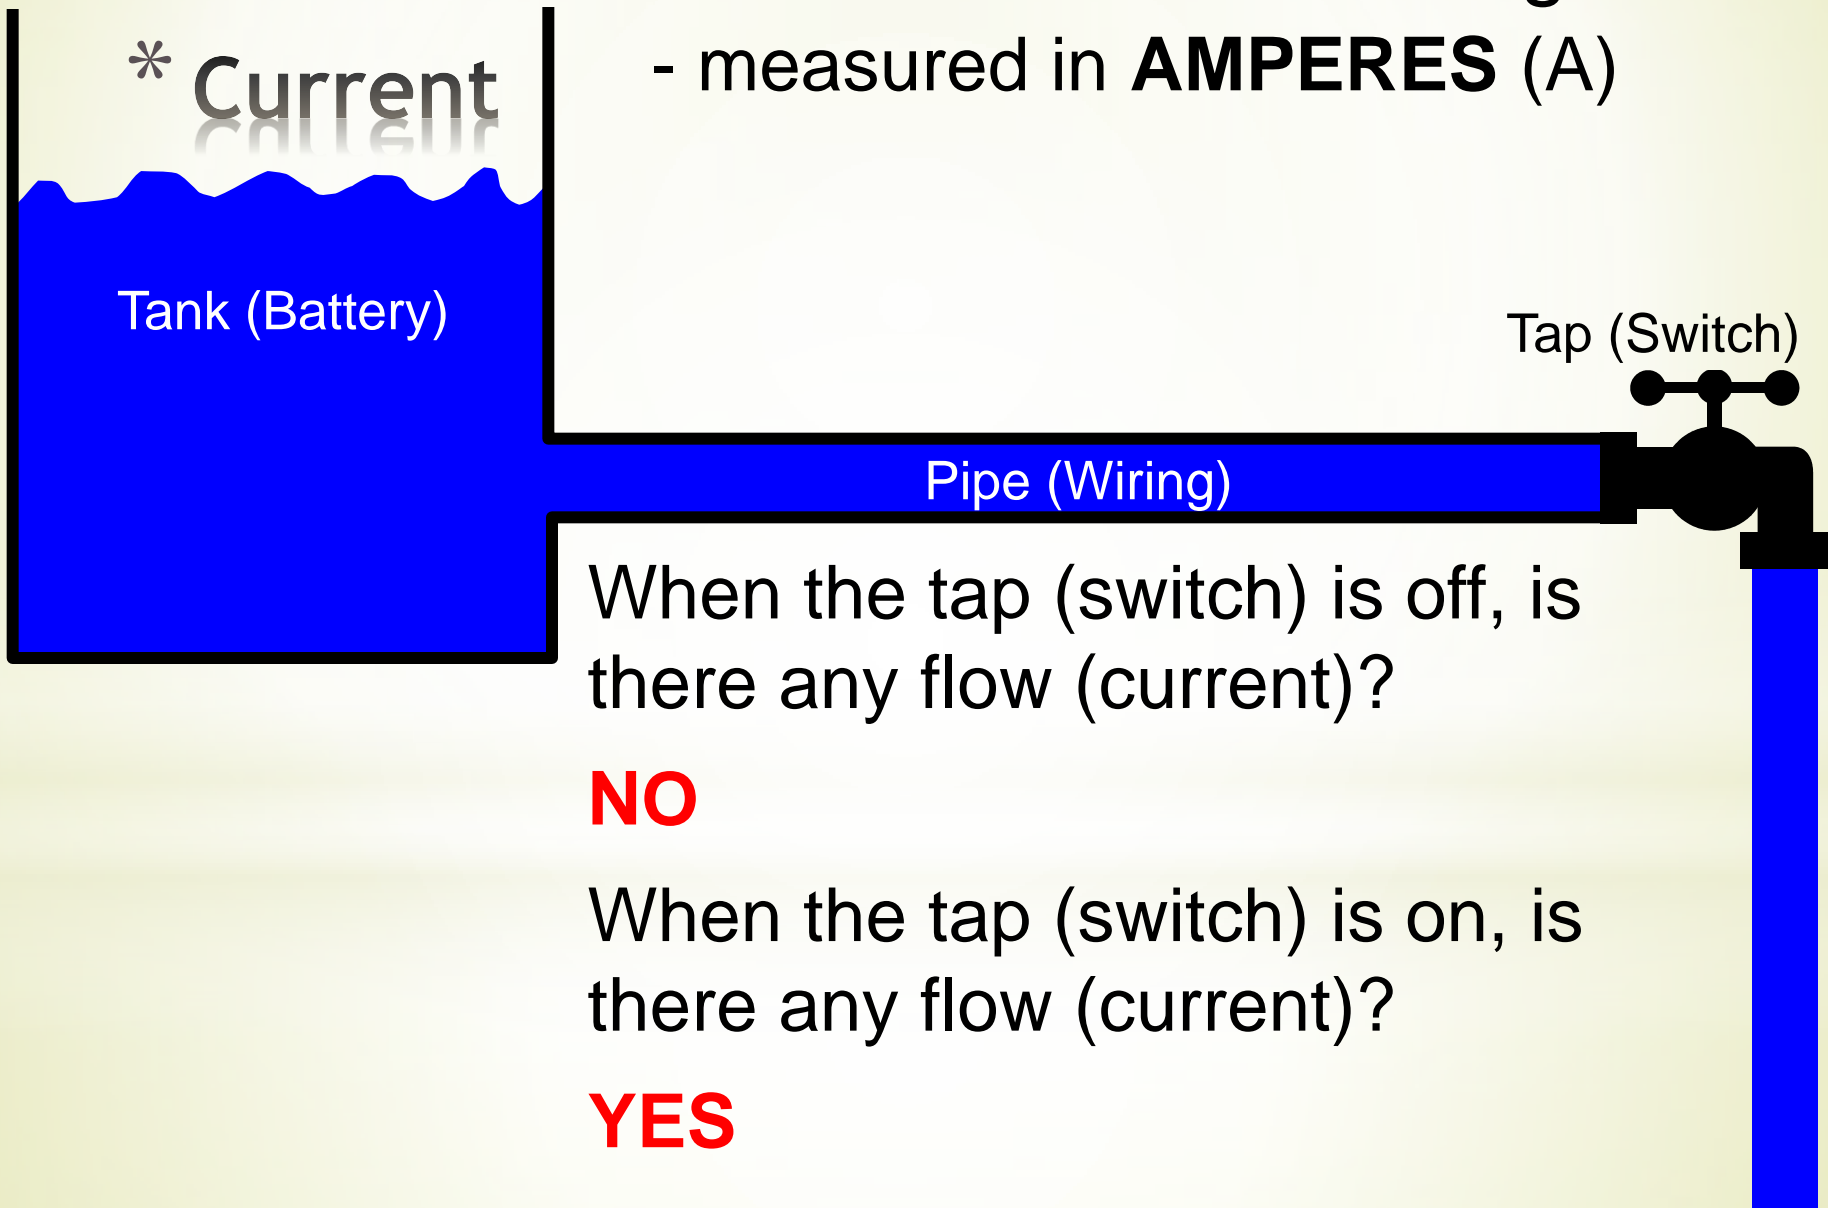 * Current
- measured in AMPERES (A)
Tank (Battery)
Tap (Switch)
Pipe (Wiring)
When the tap (switch) is off, is
there any flow (current)?
NO
When the tap (switch) is on, is
there any flow (current)?
YES